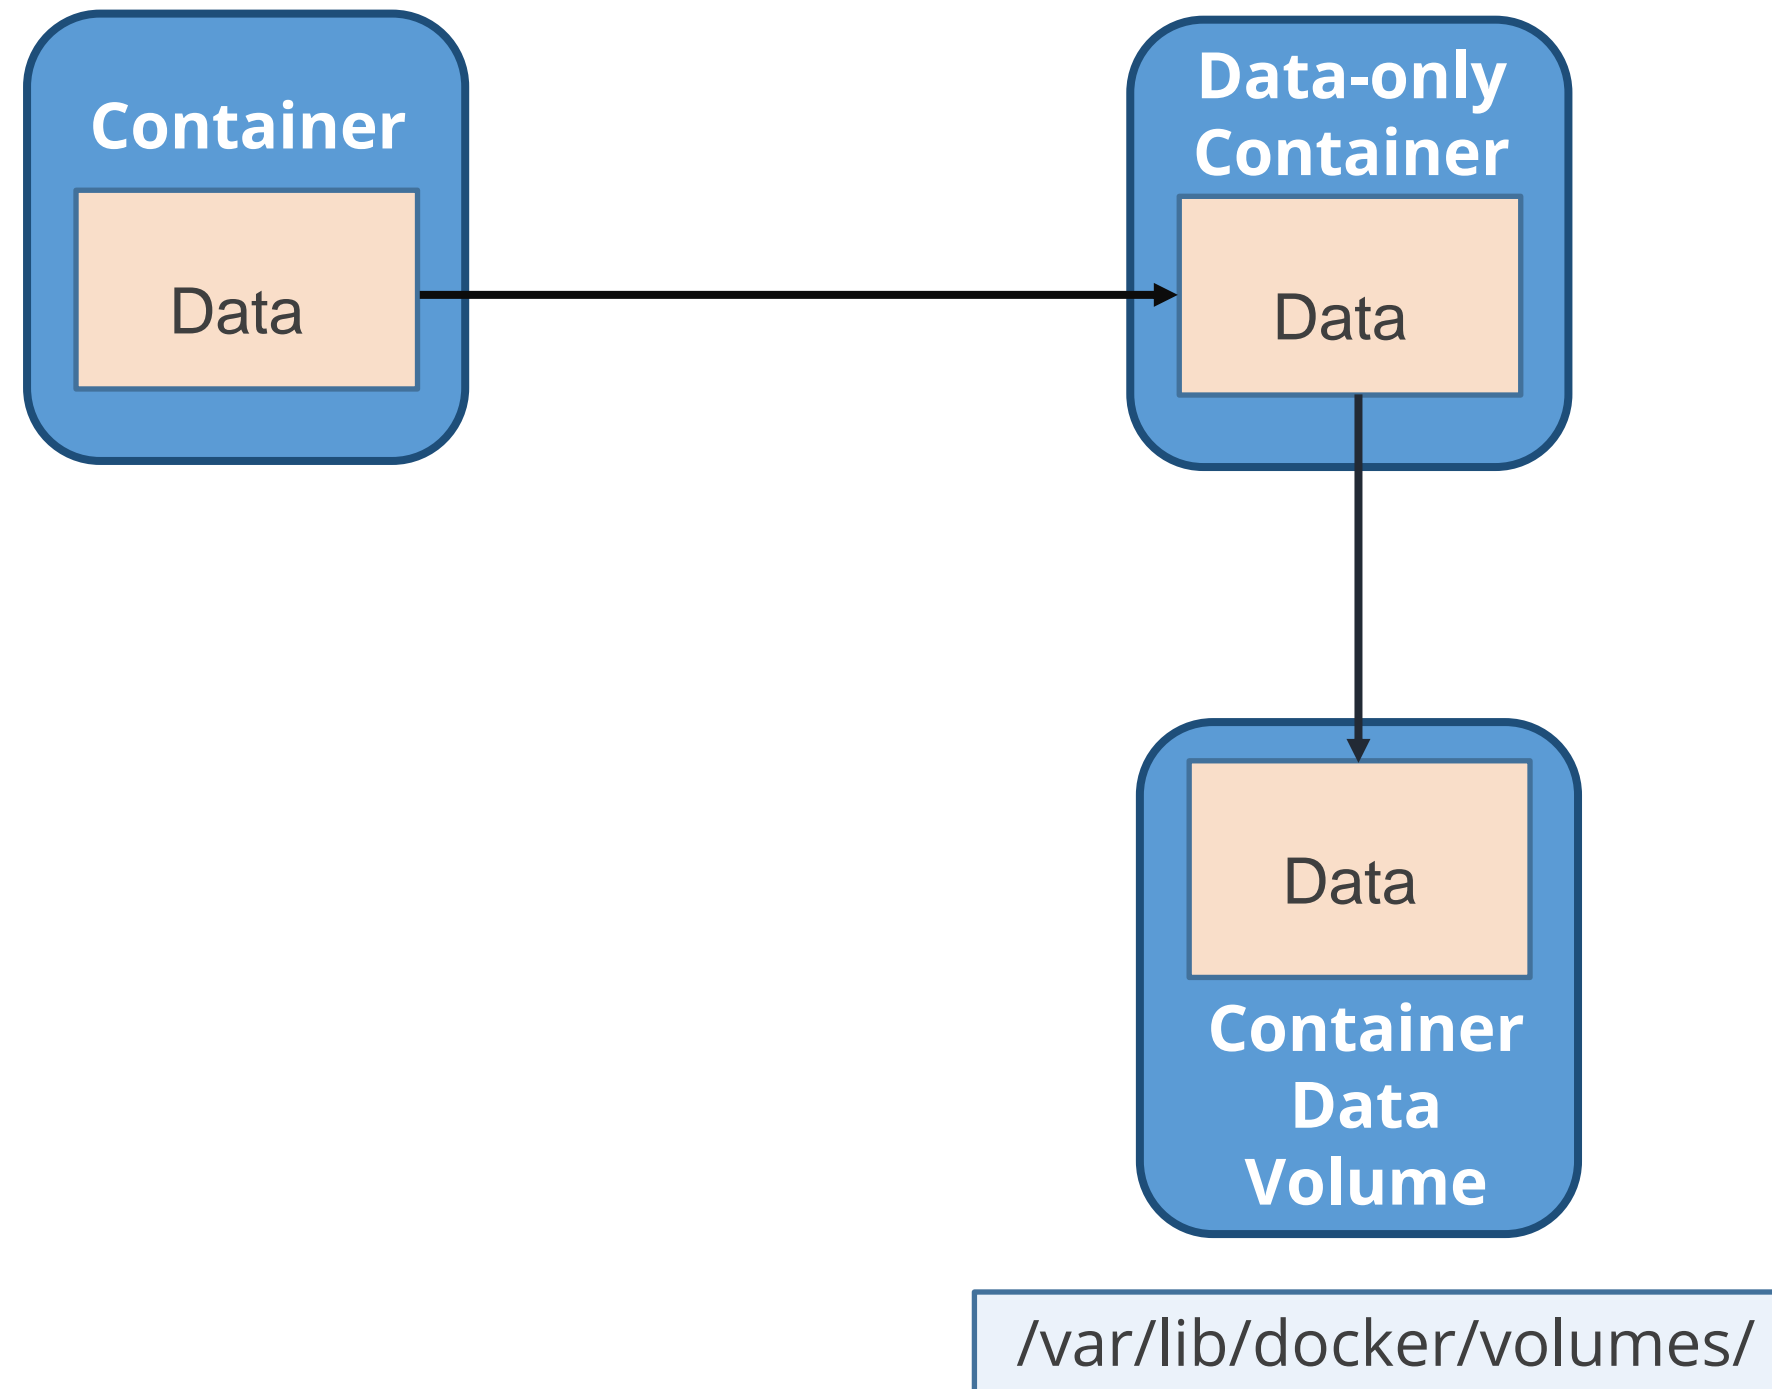 Container
Data
Data-only
Container
Data
Data
Container
Data
Volume
/var/lib/docker/volumes/